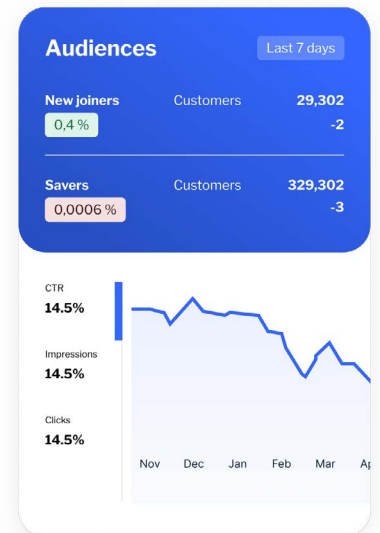 Audiences
Last 7 days
New joiners Customers 29,302
0,4 % -2
Savers Customers 329,302
0,0006 % -3
CTR
14.5%
Impressions
14.5%
Clicks
14.5%
Nov Dec Jan Feb Mar